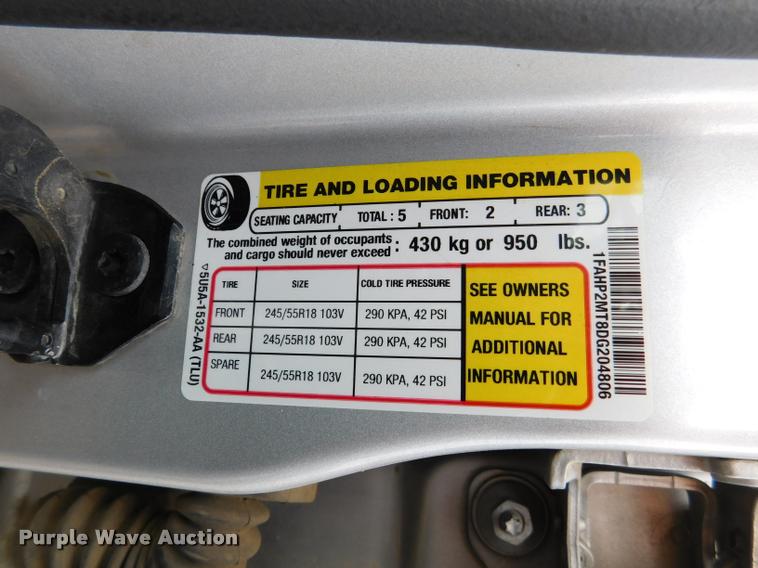 TIRE AND LOADING INFORMATION
SEATING CAPACITY TOTAL : 5 FRONT: 2 REAR: 3
The combined weight of occupants
and cargo should never exceed : 430 kg or 950 lbs.
TIRE SIZE COLD TIRE PRESSURE
FRONT 245/55R18 103V 290 KPA, 42 PSI
REAR 245/55R18 103V 290 KPA, 42 PSI
SPARE 245/55R18 103V 290 KPA, 42 PSI
SEE OWNERS
MANUAL FOR
ADDITIONAL
INFORMATION
5U5A-1532-AA (TLU)
1FAHP2MT8DG204806
Purple Wave Auction